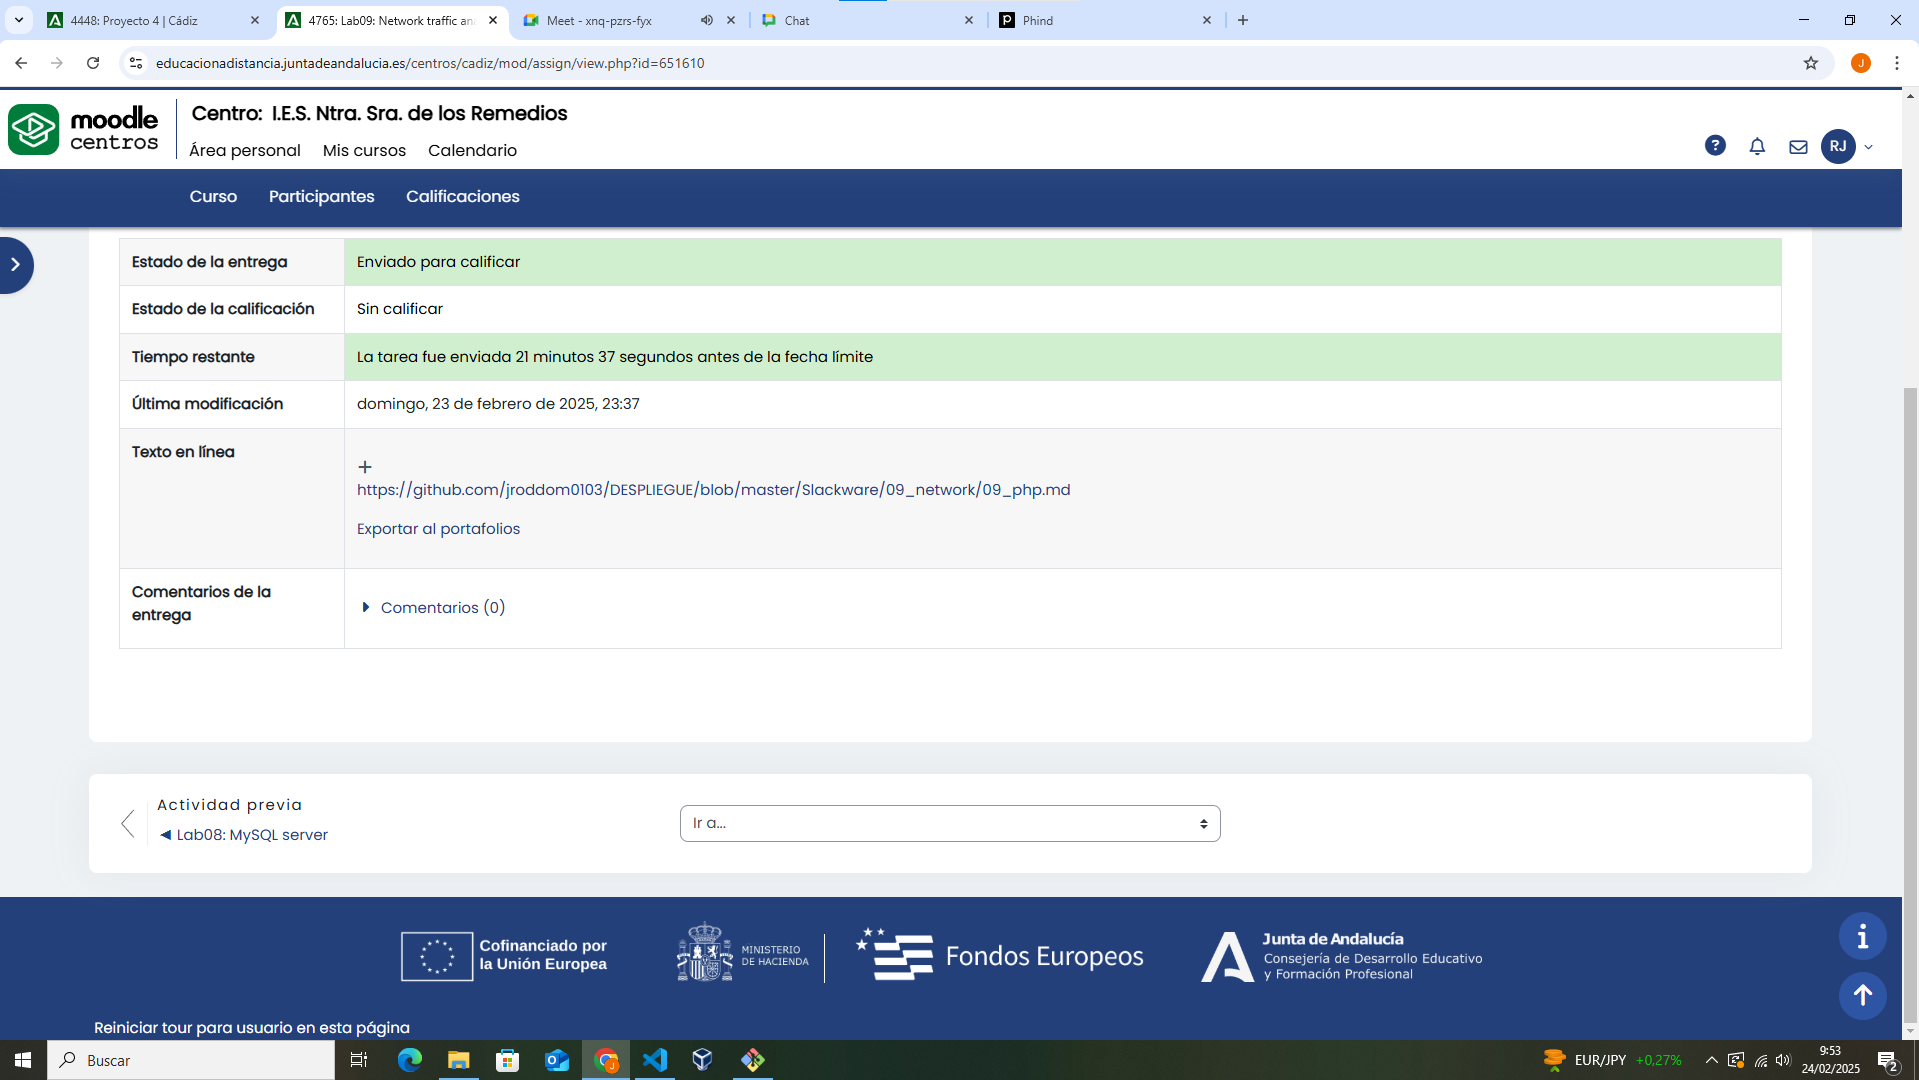 4448: Proyecto 4 | Cádiz
4765: Lab09: Network traffic an
Meet - xnq-pzrs-fyx
Chat
Phind
educacionadistancia.juntadeandalucia.es/centros/cadiz/mod/assign/view.php?id=651610
J
moodle
centros
Centro: I.E.S. Ntra. Sra. de los Remedios
Área personal
Mis cursos
Calendario
RJ
Curso
Participantes
Calificaciones
Estado de la entrega
Enviado para calificar
Estado de la calificación
Sin calificar
Tiempo restante
La tarea fue enviada 21 minutos 37 segundos antes de la fecha límite
Última modificación
domingo, 23 de febrero de 2025, 23:37
Texto en línea
https://github.com/jroddom0103/DESPLIEGUE/blob/master/Slackware/09_network/09_php.md
Exportar al portafolios
Comentarios de la
entrega
Comentarios (0)
Actividad previa
◄ Lab08: MySQL server
Ir a...
Cofinanciado por
la Unión Europea
MINISTERIO
DE HACIENDA
Fondos Europeos
Junta de Andalucía
Consejería de Desarrollo Educativo
y Formación Profesional
Reiniciar tour para usuario en esta página
Buscar
EUR/JPY +0,27%
9:53
24/02/2025
2